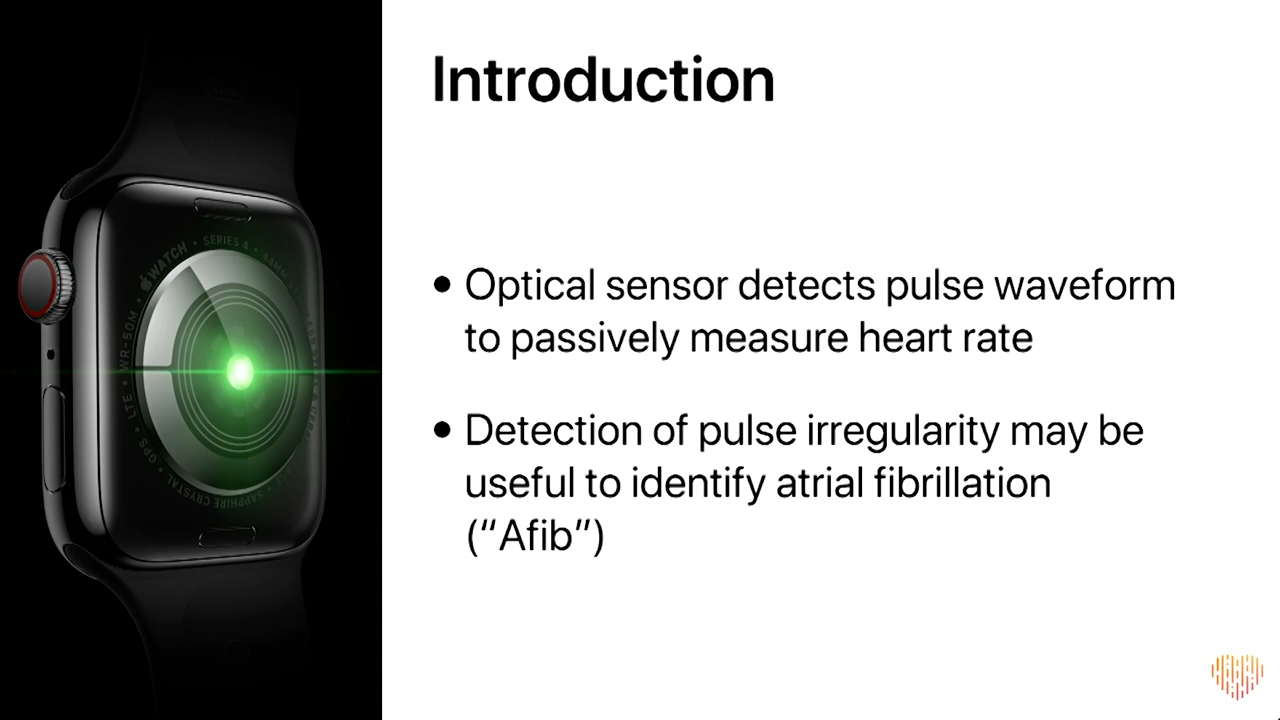 Introduction
• Optical sensor detects pulse waveform
to passively measure heart rate
• Detection of pulse irregularity may be
useful to identify atrial fibrillation
(“Afib”)
WATCH • SERIES 4 • 44MM
SAPPHIRE CRYSTAL • GPS • LTE • WR-50M